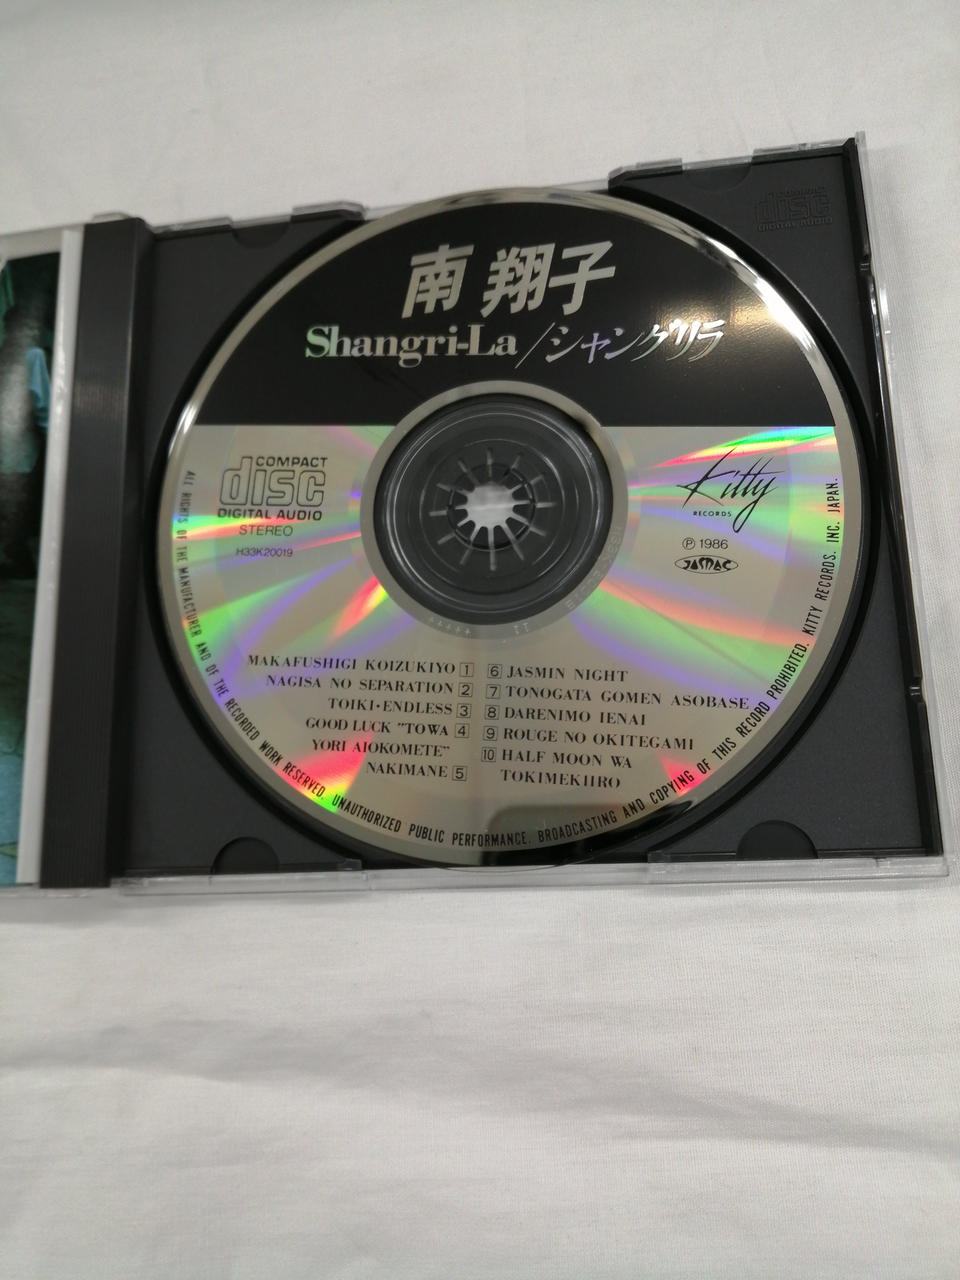 COMPACT
disc
DIGITAL AUDIO
南 翔子
Shangri-La/シャングリラ
COMPACT
disc
DIGITAL AUDIO
STEREO
H33K20019
Kitty
RECORDS
Ⓟ 1986
JASRAC
MAKAFUSHIGI KOIZUKIYO 1
NAGISA NO SEPARATION 2
TOIKI・ENDLESS 3
GOOD LUCK "TOWA 4
YORI AIOKOMETE"
NAKIMANE 5
6 JASMIN NIGHT
7 TONOGATA GOMEN ASOBASE
8 DARENIMO IENAI
9 ROUGE NO OKITEGAMI
10 HALF MOON WA
TOKIMEKIIRO
ALL RIGHTS OF THE MANUFACTURER AND OF THE RECORDED WORK RESERVED. UNAUTHORIZED PUBLIC PERFORMANCE. BROADCASTING AND COPYING OF THIS RECORD PROHIBITED. KITTY RECORDS. INC. JAPAN.